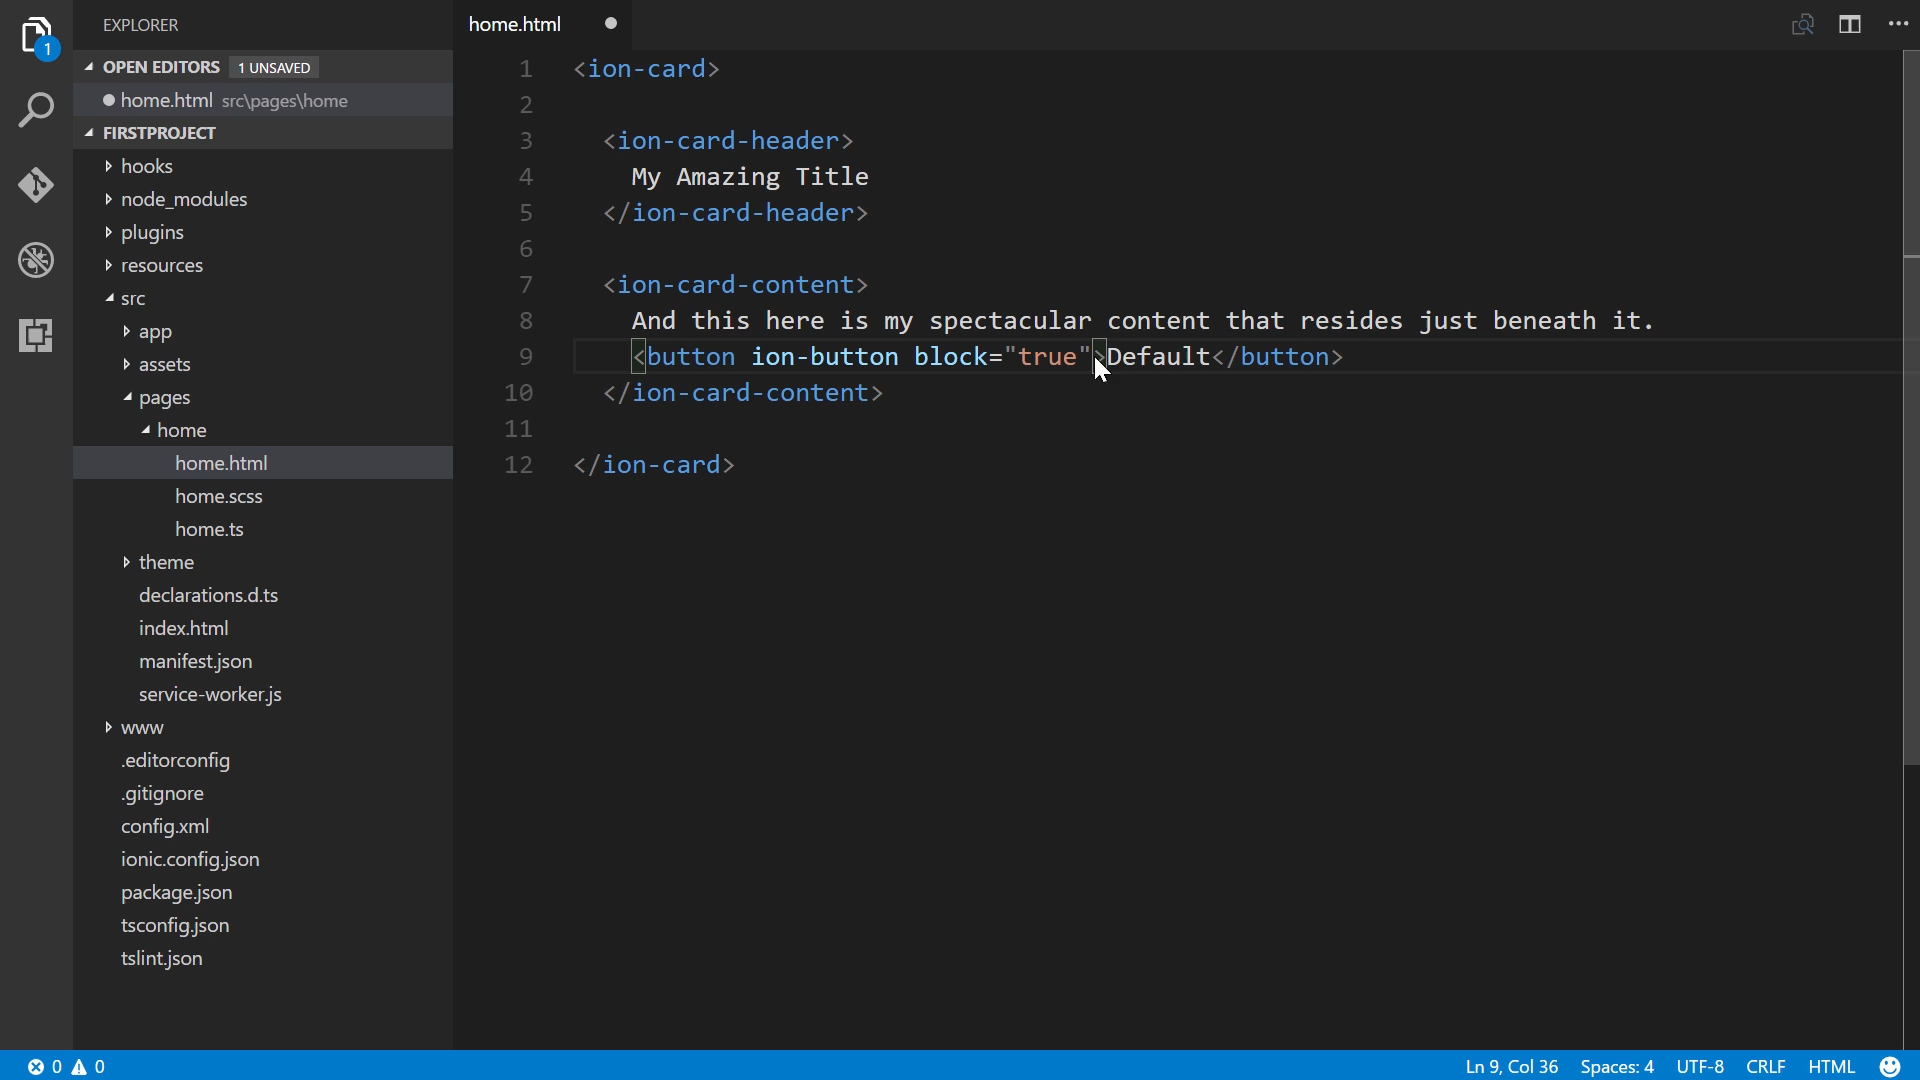 1
EXPLORER
OPEN EDITORS 1 UNSAVED
home.html src\pages\home
FIRSTPROJECT
hooks
node_modules
plugins
resources
src
app
assets
pages
home
home.html
home.scss
home.ts
theme
declarations.d.ts
index.html
manifest.json
service-worker.js
www
.editorconfig
.gitignore
config.xml
ionic.config.json
package.json
tsconfig.json
tslint.json
home.html
1 <ion-card>
2
3 <ion-card-header>
4 My Amazing Title
5 </ion-card-header>
6
7 <ion-card-content>
8 And this here is my spectacular content that resides just beneath it.
9 <button ion-button block="true">Default</button>
10 </ion-card-content>
11
12 </ion-card>
0 0
Ln 9, Col 36 Spaces: 4 UTF-8 CRLF HTML